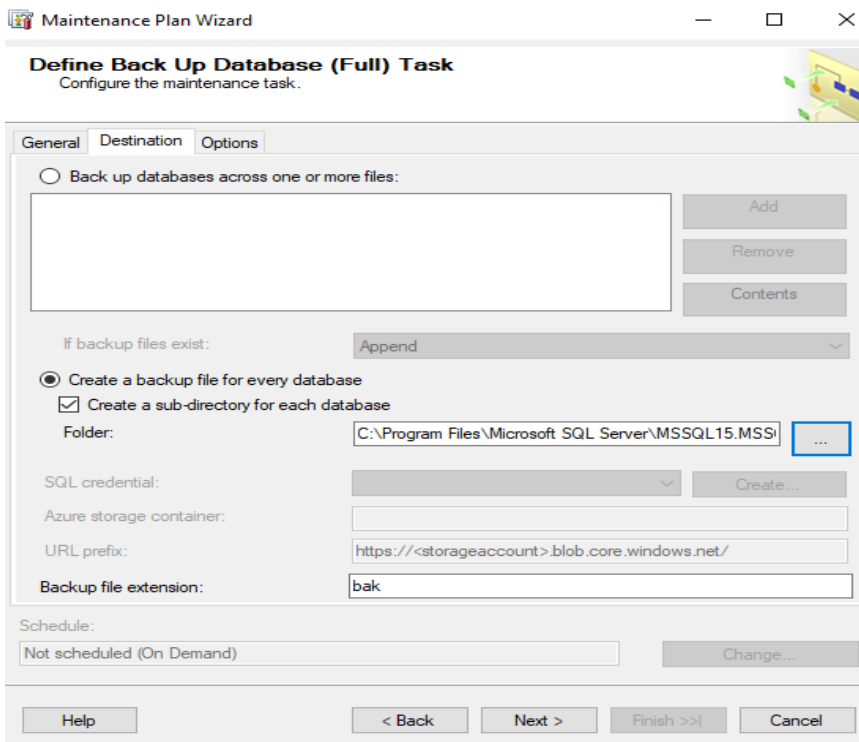 Maintenance Plan Wizard
Define Back Up Database (Full) Task
Configure the maintenance task.
General Destination Options
Back up databases across one or more files:
Add
Remove
Contents
If backup files exist: Append
Create a backup file for every database
Create a sub-directory for each database
Folder: C:\Program Files\Microsoft SQL Server\MSSQL15.MSS ...
SQL credential: Create...
Azure storage container:
URL prefix: https://<storageaccount>.blob.core.windows.net/
Backup file extension: bak
Schedule:
Not scheduled (On Demand) Change...
Help < Back Next > Finish >>| Cancel